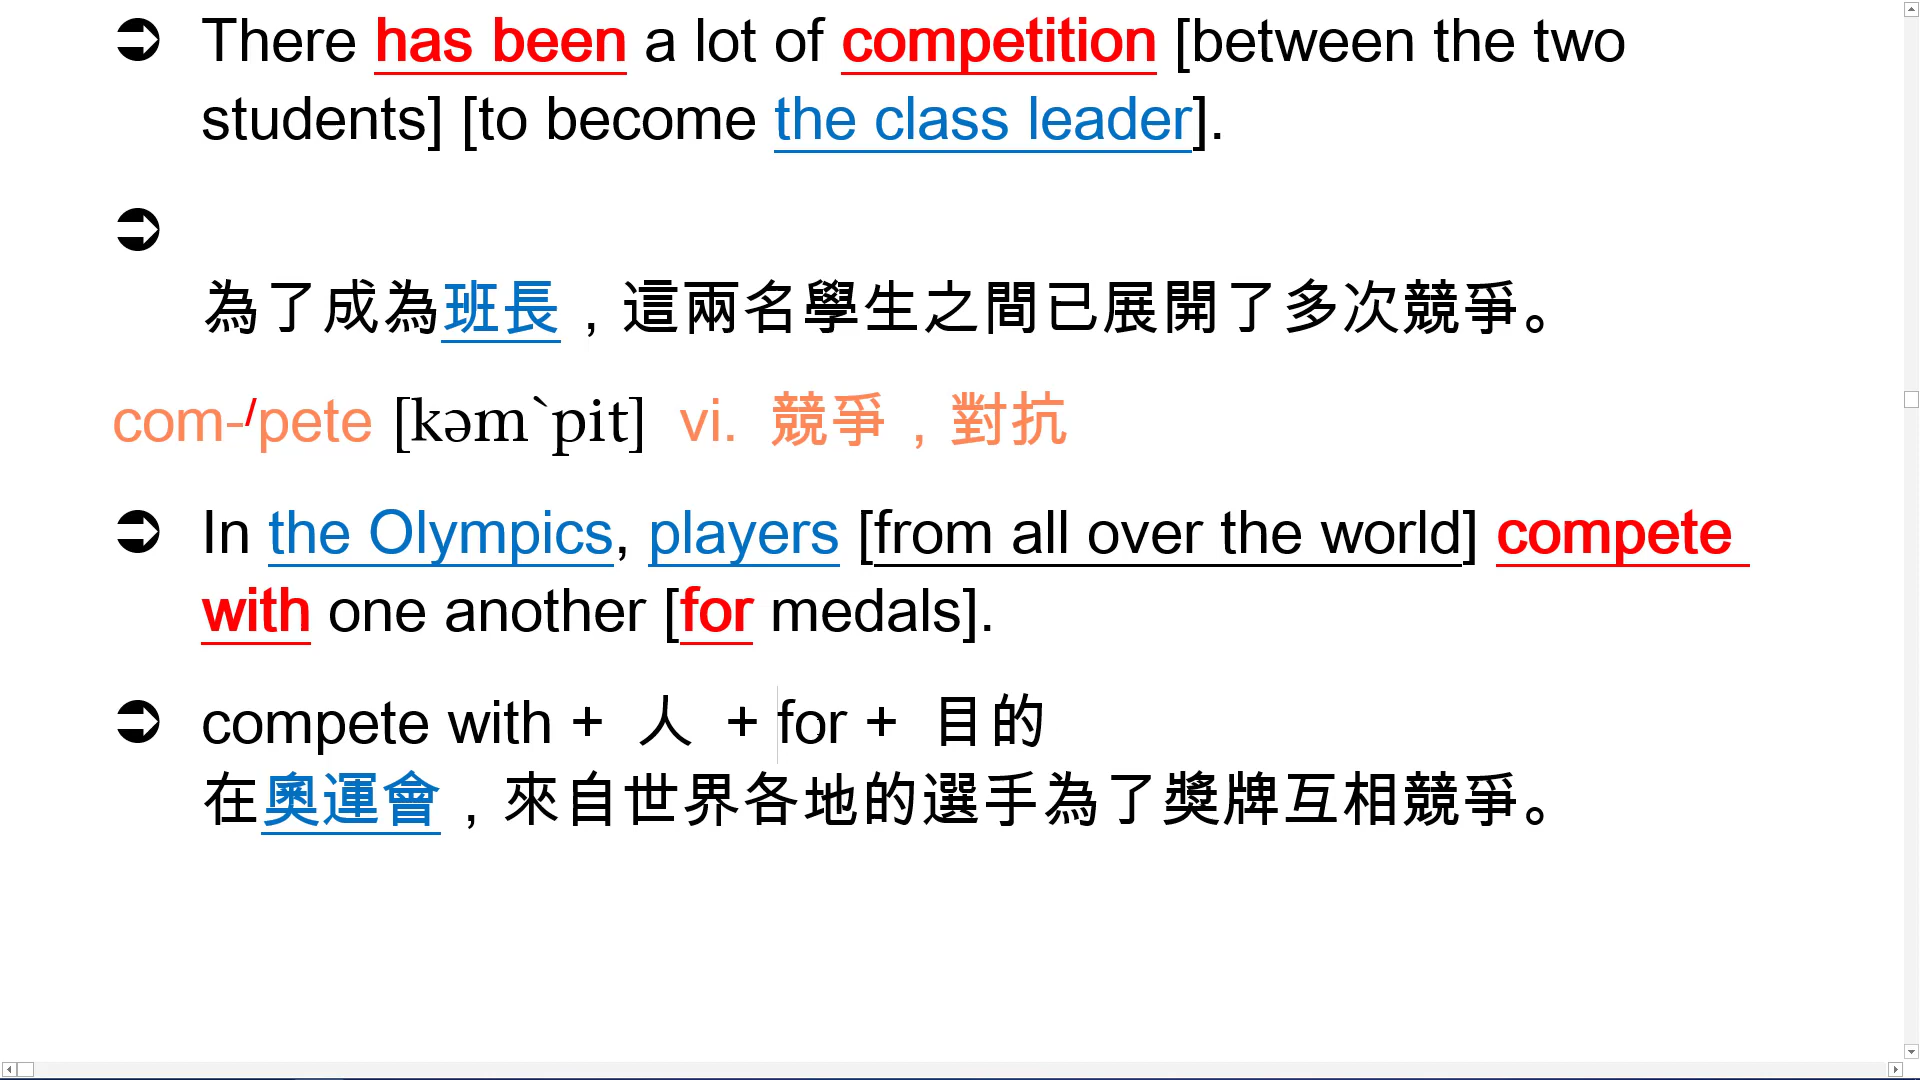 ➲ There has been a lot of competition [between the two
students] [to become the class leader].
➲
為了成為班長，這兩名學生之間已展開了多次競爭。
com-/pete [kəm`pit] vi. 競爭，對抗
➲ In the Olympics, players [from all over the world] compete
with one another [for medals].
➲ compete with + 人 + for + 目的
在奧運會，來自世界各地的選手為了獎牌互相競爭。